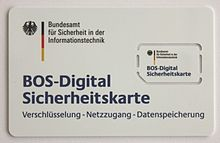 Bundesamt
für Sicherheit in der
Informationstechnik
BOS-Digital
Sicherheitskarte
BOS-Digital
Sicherheitskarte
Verschlüsselung - Netzzugang - Datenspeicherung